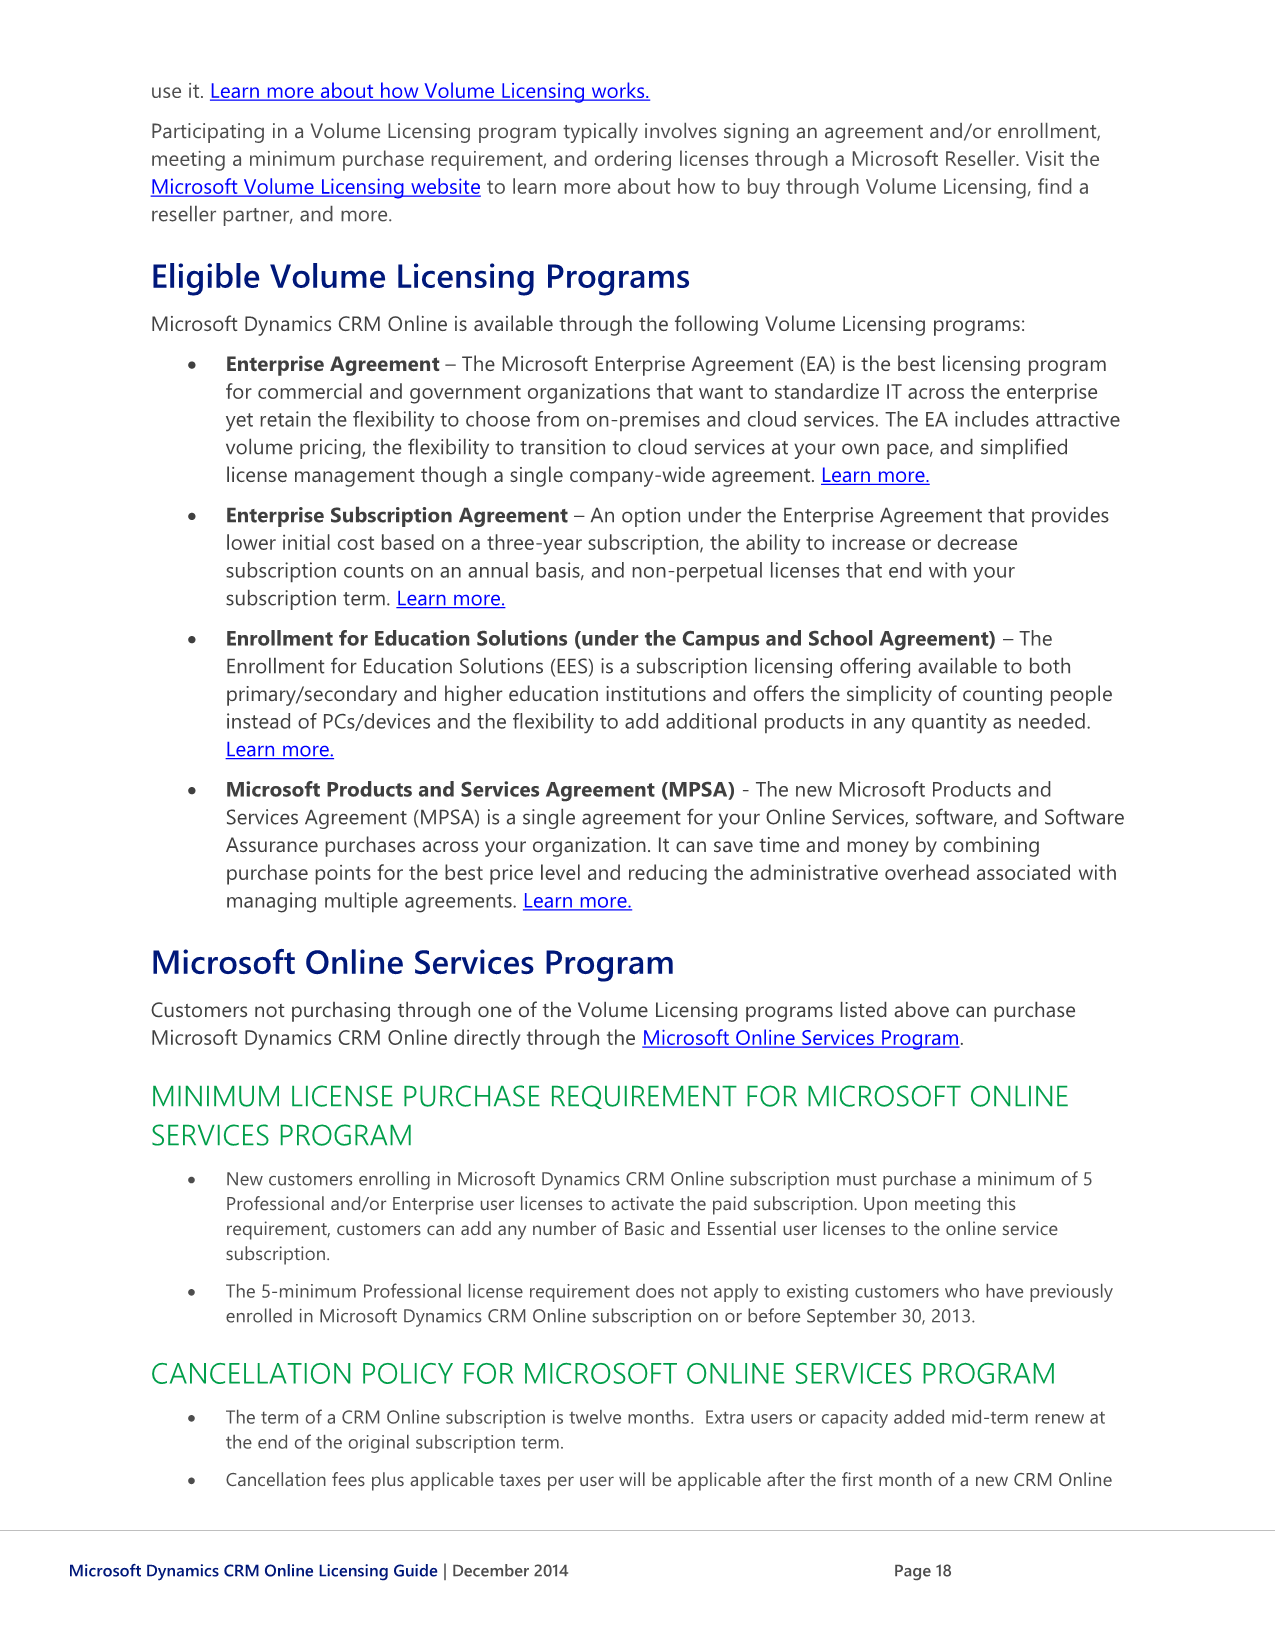 use it. Learn more about how Volume Licensing works.
Participating in a Volume Licensing program typically involves signing an agreement and/or enrollment,
meeting a minimum purchase requirement, and ordering licenses through a Microsoft Reseller. Visit the
Microsoft Volume Licensing website to learn more about how to buy through Volume Licensing, find a
reseller partner, and more.
Eligible Volume Licensing Programs
Microsoft Dynamics CRM Online is available through the following Volume Licensing programs:
• Enterprise Agreement – The Microsoft Enterprise Agreement (EA) is the best licensing program
for commercial and government organizations that want to standardize IT across the enterprise
yet retain the flexibility to choose from on-premises and cloud services. The EA includes attractive
volume pricing, the flexibility to transition to cloud services at your own pace, and simplified
license management though a single company-wide agreement. Learn more.
• Enterprise Subscription Agreement – An option under the Enterprise Agreement that provides
lower initial cost based on a three-year subscription, the ability to increase or decrease
subscription counts on an annual basis, and non-perpetual licenses that end with your
subscription term. Learn more.
• Enrollment for Education Solutions (under the Campus and School Agreement) – The
Enrollment for Education Solutions (EES) is a subscription licensing offering available to both
primary/secondary and higher education institutions and offers the simplicity of counting people
instead of PCs/devices and the flexibility to add additional products in any quantity as needed.
Learn more.
• Microsoft Products and Services Agreement (MPSA) - The new Microsoft Products and
Services Agreement (MPSA) is a single agreement for your Online Services, software, and Software
Assurance purchases across your organization. It can save time and money by combining
purchase points for the best price level and reducing the administrative overhead associated with
managing multiple agreements. Learn more.
Microsoft Online Services Program
Customers not purchasing through one of the Volume Licensing programs listed above can purchase
Microsoft Dynamics CRM Online directly through the Microsoft Online Services Program.
MINIMUM LICENSE PURCHASE REQUIREMENT FOR MICROSOFT ONLINE
SERVICES PROGRAM
• New customers enrolling in Microsoft Dynamics CRM Online subscription must purchase a minimum of 5
Professional and/or Enterprise user licenses to activate the paid subscription. Upon meeting this
requirement, customers can add any number of Basic and Essential user licenses to the online service
subscription.
• The 5-minimum Professional license requirement does not apply to existing customers who have previously
enrolled in Microsoft Dynamics CRM Online subscription on or before September 30, 2013.
CANCELLATION POLICY FOR MICROSOFT ONLINE SERVICES PROGRAM
• The term of a CRM Online subscription is twelve months.  Extra users or capacity added mid-term renew at
the end of the original subscription term.
• Cancellation fees plus applicable taxes per user will be applicable after the first month of a new CRM Online
Microsoft Dynamics CRM Online Licensing Guide | December 2014 Page 18